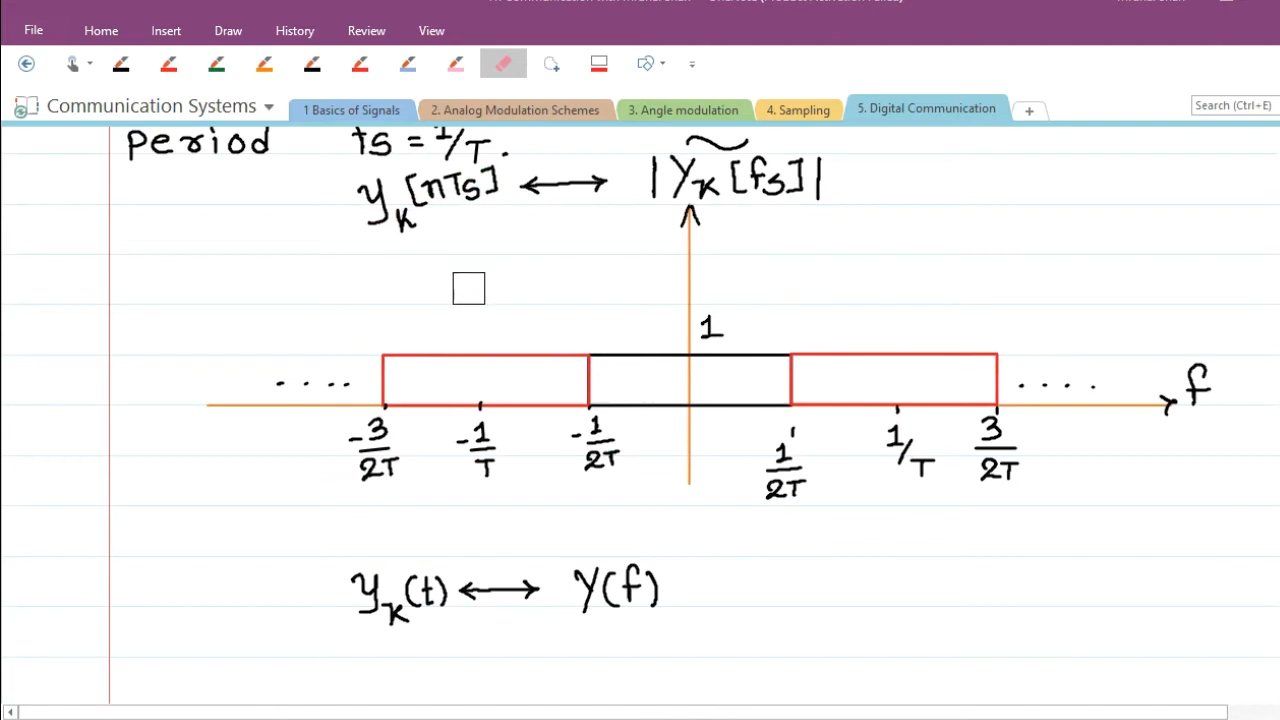 File Home Insert Draw History Review View
Communication Systems 1 Basics of Signals 2. Analog Modulation Schemes 3. Angle modulation 4. Sampling 5. Digital Communication + Search (Ctrl+E)
Period fs = 1/T.
yK[nTs] ⟷ |YK[fs]|
1
.... .... f
-3/2T -1/T -1/2T 1/2T 1/T 3/2T
yK(t) ⟷ Y(f)